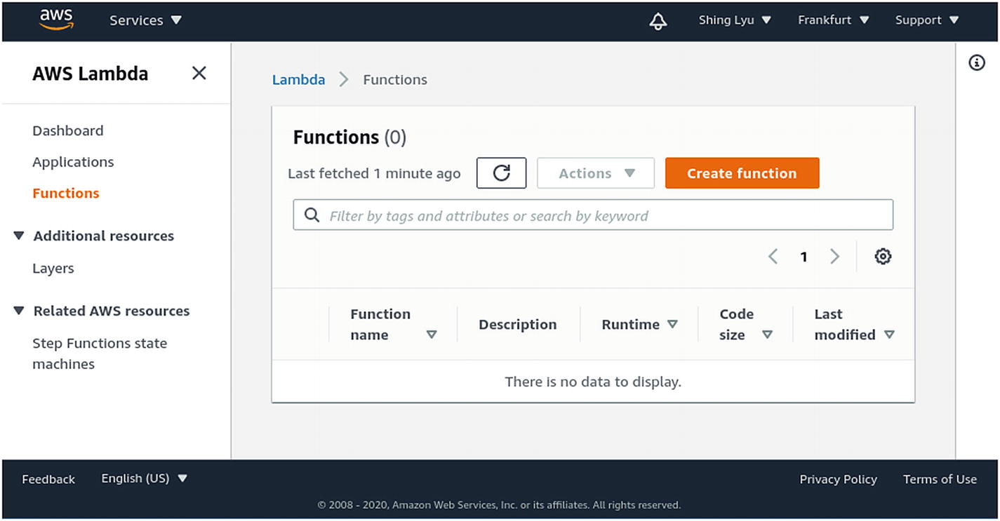 aws
Services
Shing Lyu
Frankfurt
Support
AWS Lambda
Dashboard
Applications
Functions
Additional resources
Layers
Related AWS resources
Step Functions state
machines
Lambda
Functions
Functions (0)
Last fetched 1 minute ago
Actions
Create function
Filter by tags and attributes or search by keyword
1
Function
name
Description
Runtime
Code
size
Last
modified
There is no data to display.
Feedback
English (US)
Privacy Policy
Terms of Use
© 2008 - 2020, Amazon Web Services, Inc. or its affiliates. All rights reserved.